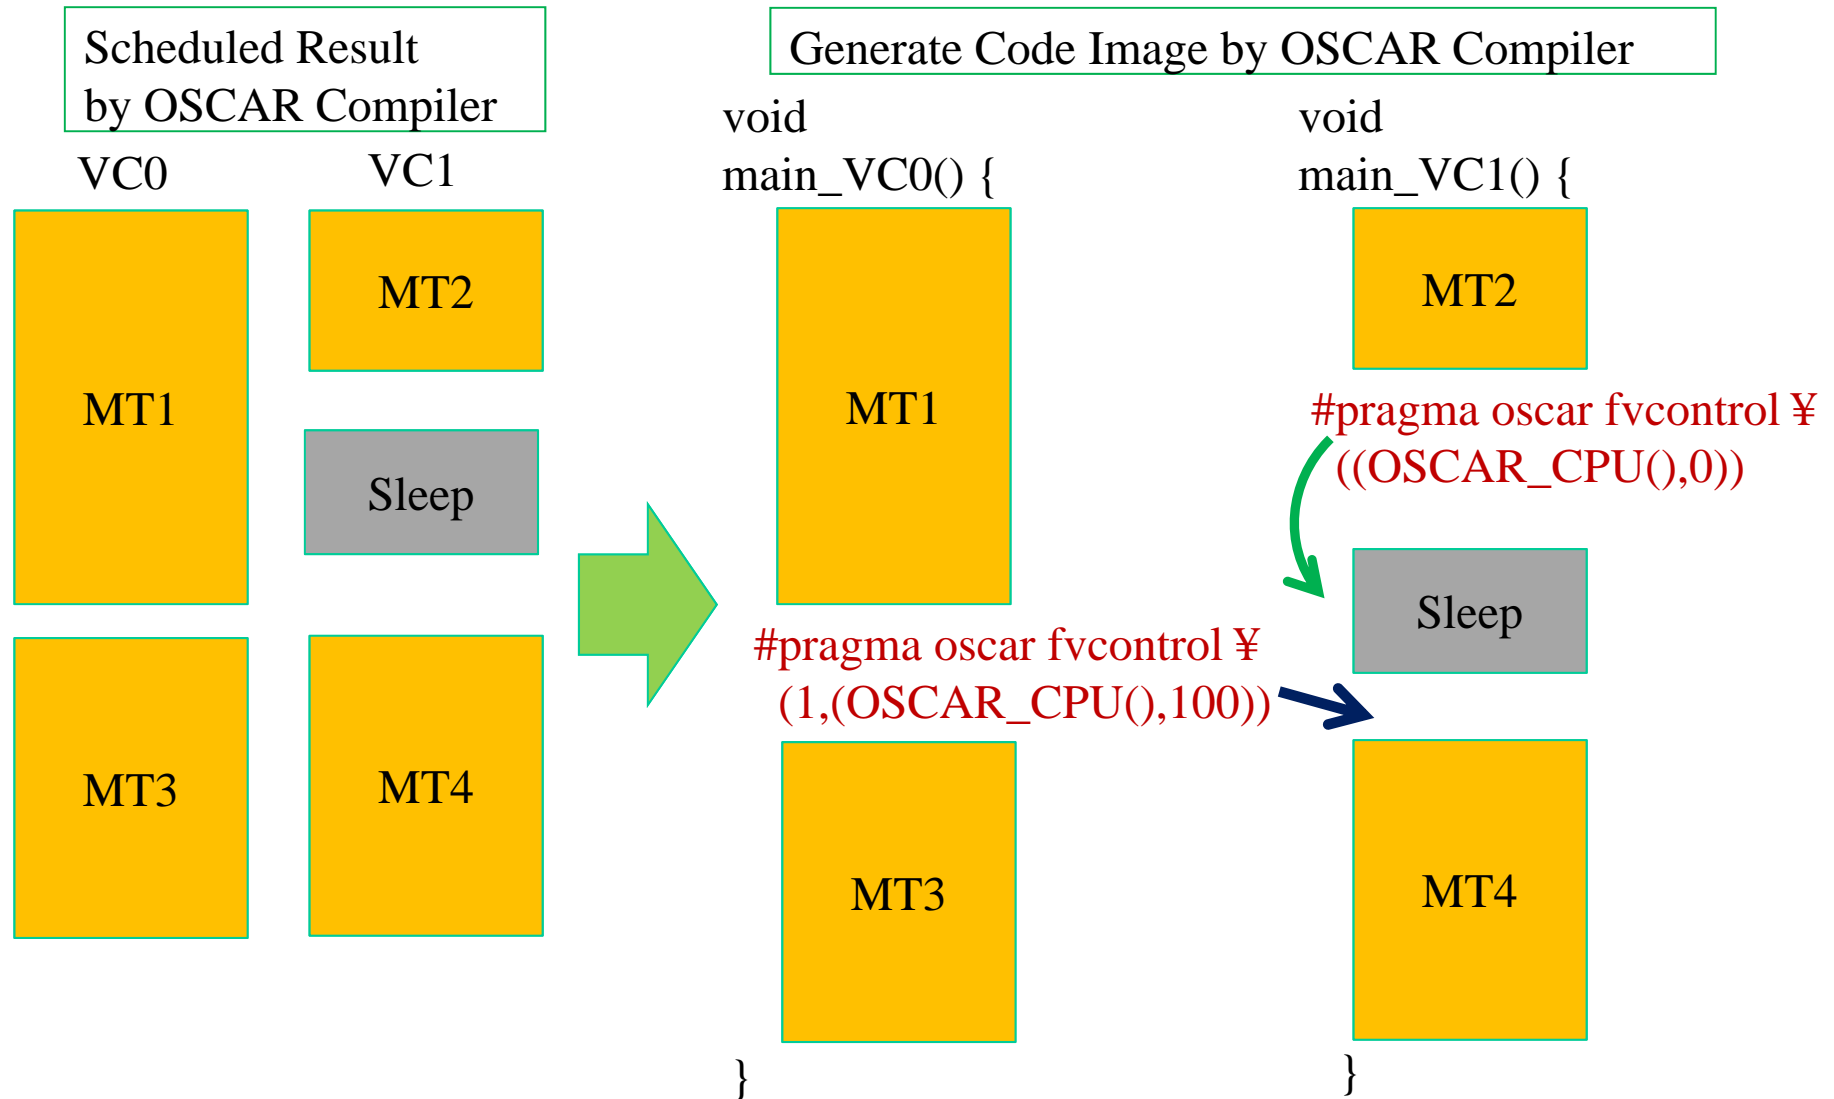 Scheduled Result
by OSCAR Compiler
VC0
VC1
MT1
MT2
Sleep
MT3
MT4
Generate Code Image by OSCAR Compiler
void
main_VC0() {
MT1
#pragma oscar fvcontrol ¥
(1,(OSCAR_CPU(),100))
MT3
}
void
main_VC1() {
MT2
#pragma oscar fvcontrol ¥
((OSCAR_CPU(),0))
Sleep
MT4
}